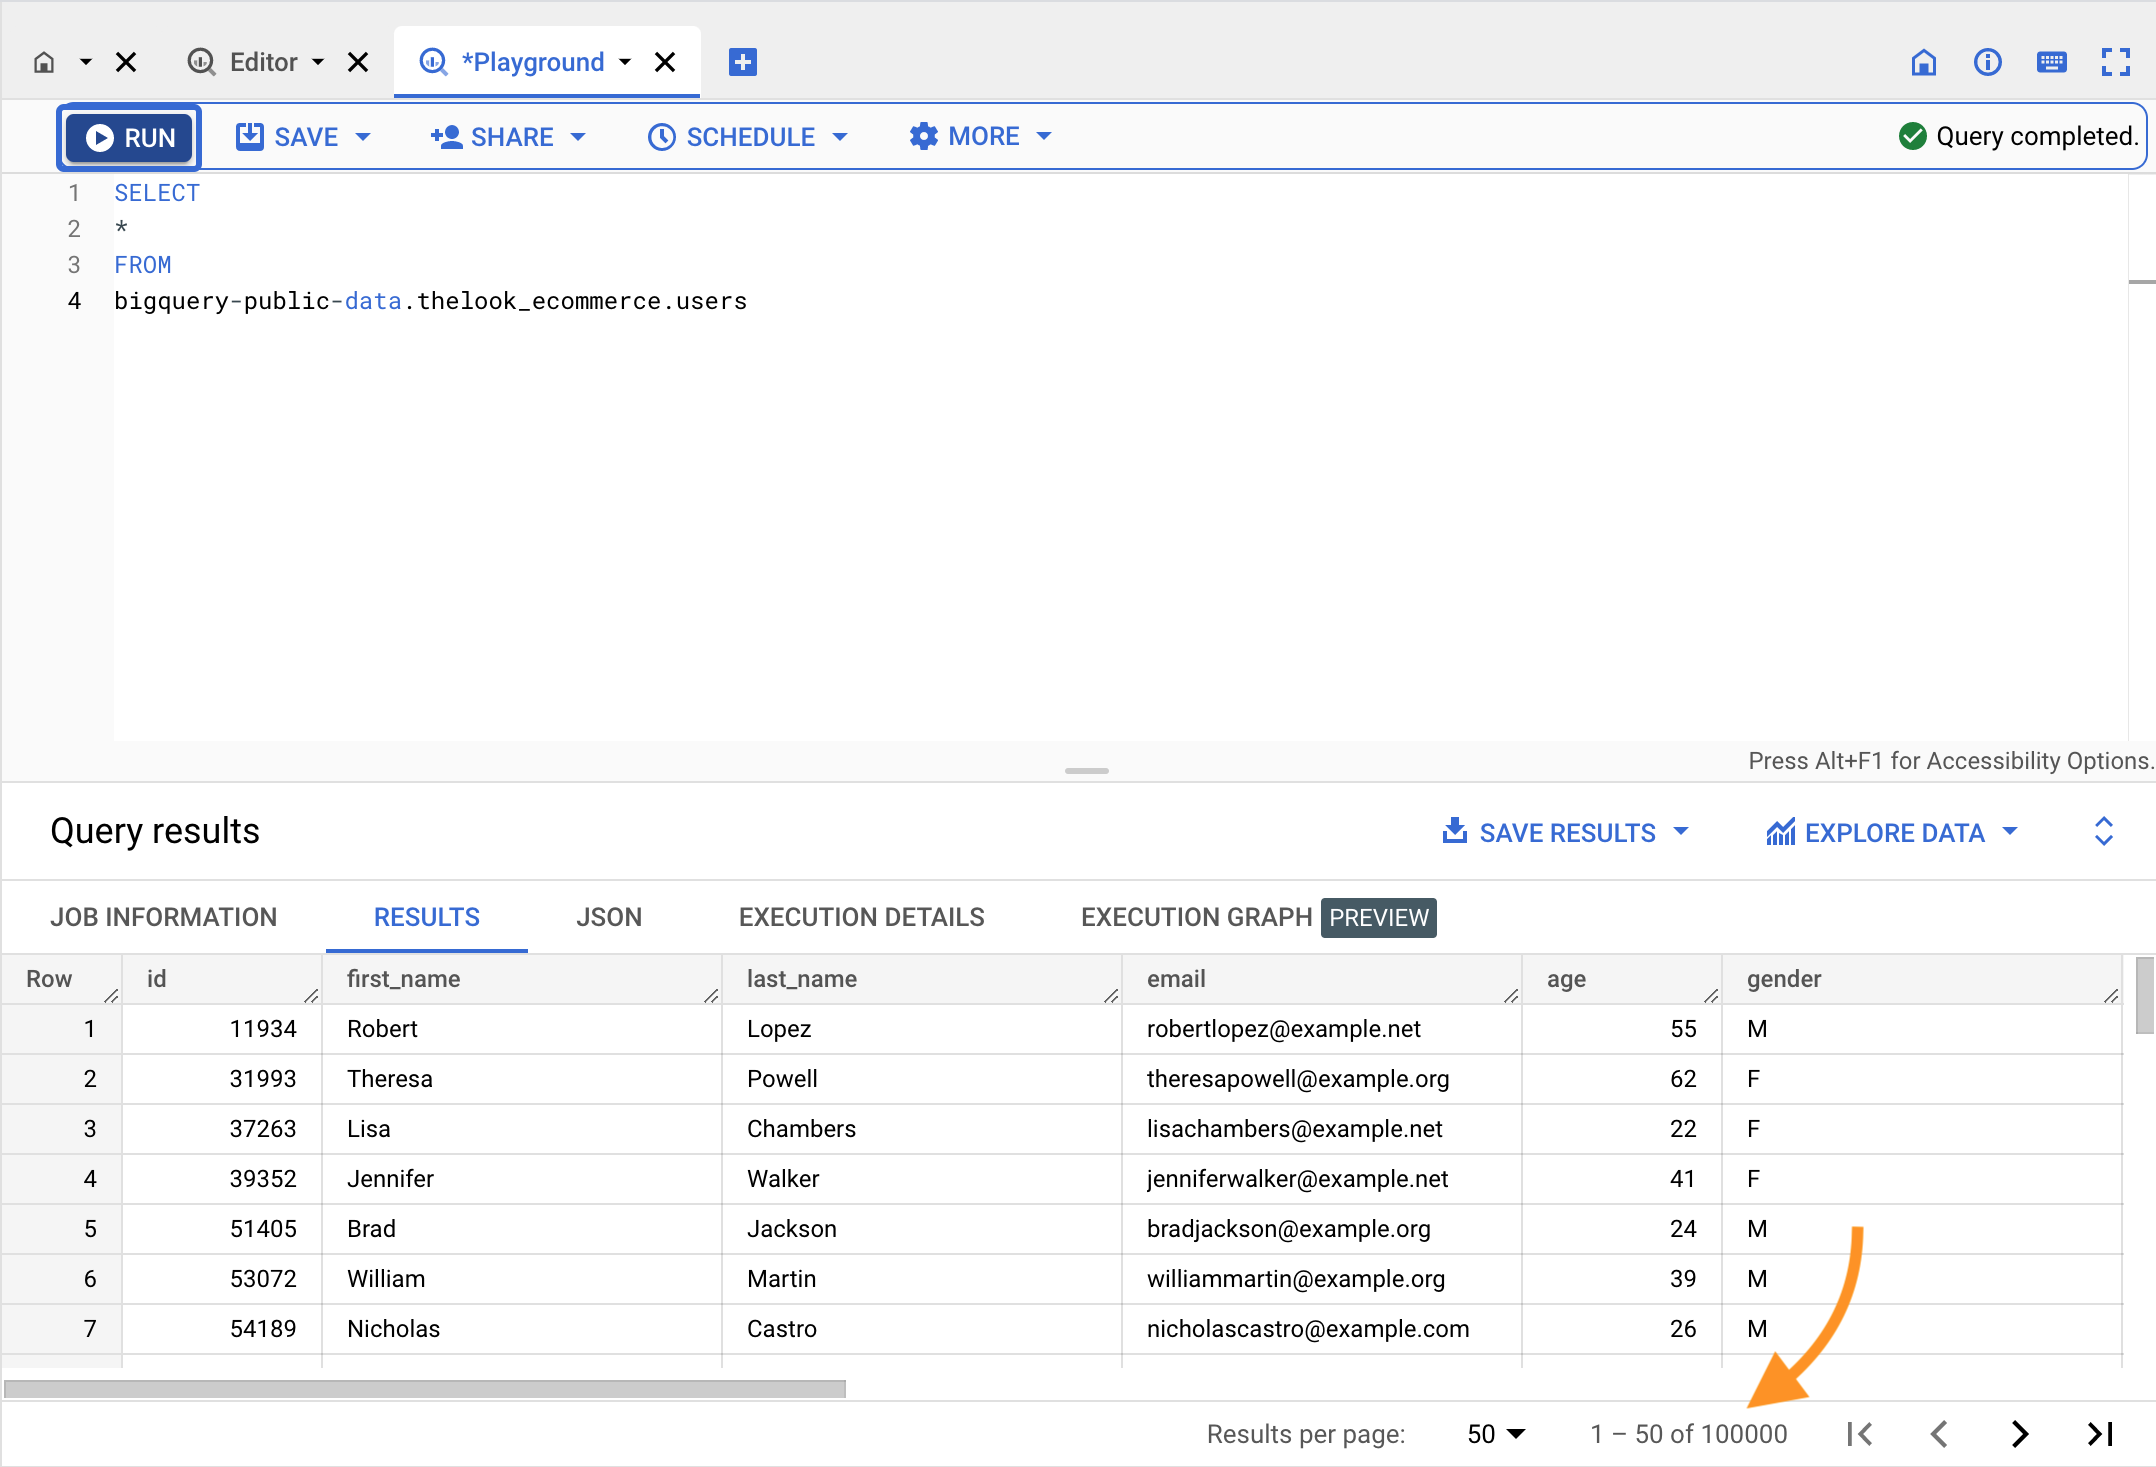 Editor *Playground
RUN SAVE SHARE SCHEDULE MORE Query completed.
1 SELECT
2 *
3 FROM
4 bigquery-public-data.thelook_ecommerce.users
Press Alt+F1 for Accessibility Options.
Query results SAVE RESULTS EXPLORE DATA
JOB INFORMATION RESULTS JSON EXECUTION DETAILS EXECUTION GRAPH PREVIEW
Row id first_name last_name email age gender
1 11934 Robert Lopez robertlopez@example.net 55 M
2 31993 Theresa Powell theresapowell@example.org 62 F
3 37263 Lisa Chambers lisachambers@example.net 22 F
4 39352 Jennifer Walker jenniferwalker@example.net 41 F
5 51405 Brad Jackson bradjackson@example.org 24 M
6 53072 William Martin williammartin@example.org 39 M
7 54189 Nicholas Castro nicholascastro@example.com 26 M
Results per page: 50 1 – 50 of 100000